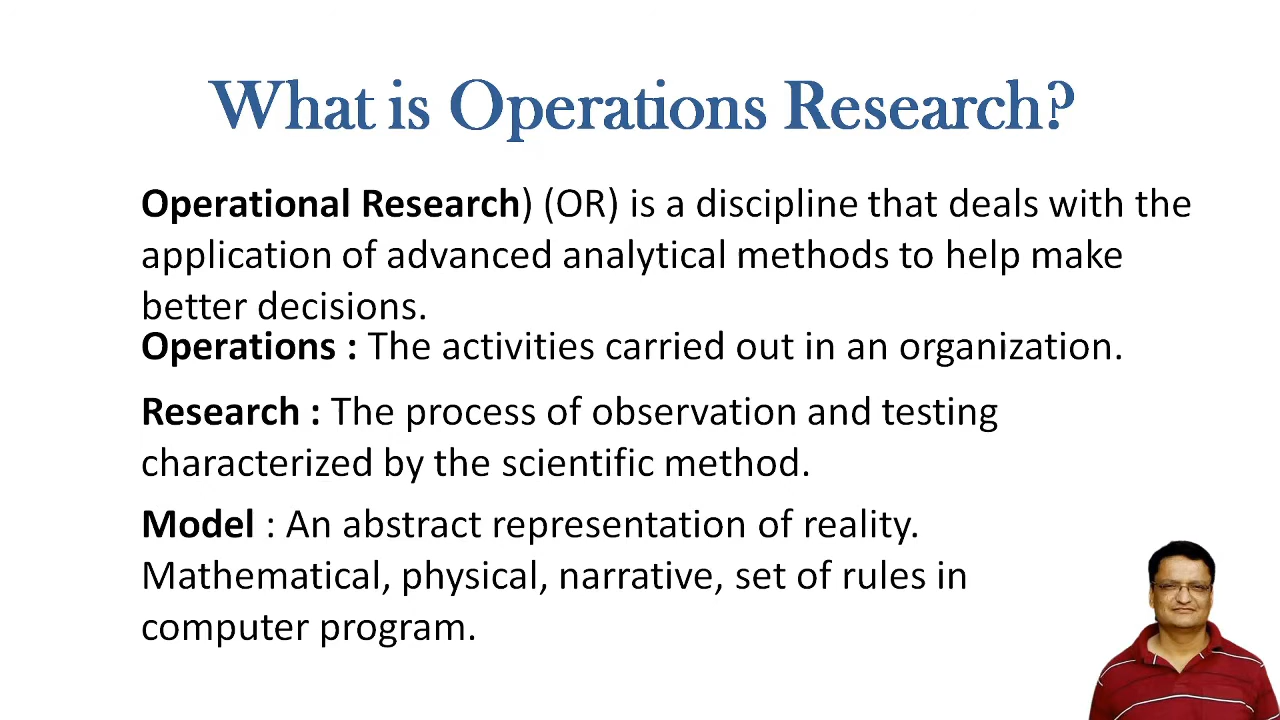 What is Operations Research?
Operational Research) (OR) is a discipline that deals with the
application of advanced analytical methods to help make
better decisions.
Operations : The activities carried out in an organization.
Research : The process of observation and testing
characterized by the scientific method.
Model : An abstract representation of reality.
Mathematical, physical, narrative, set of rules in
computer program.